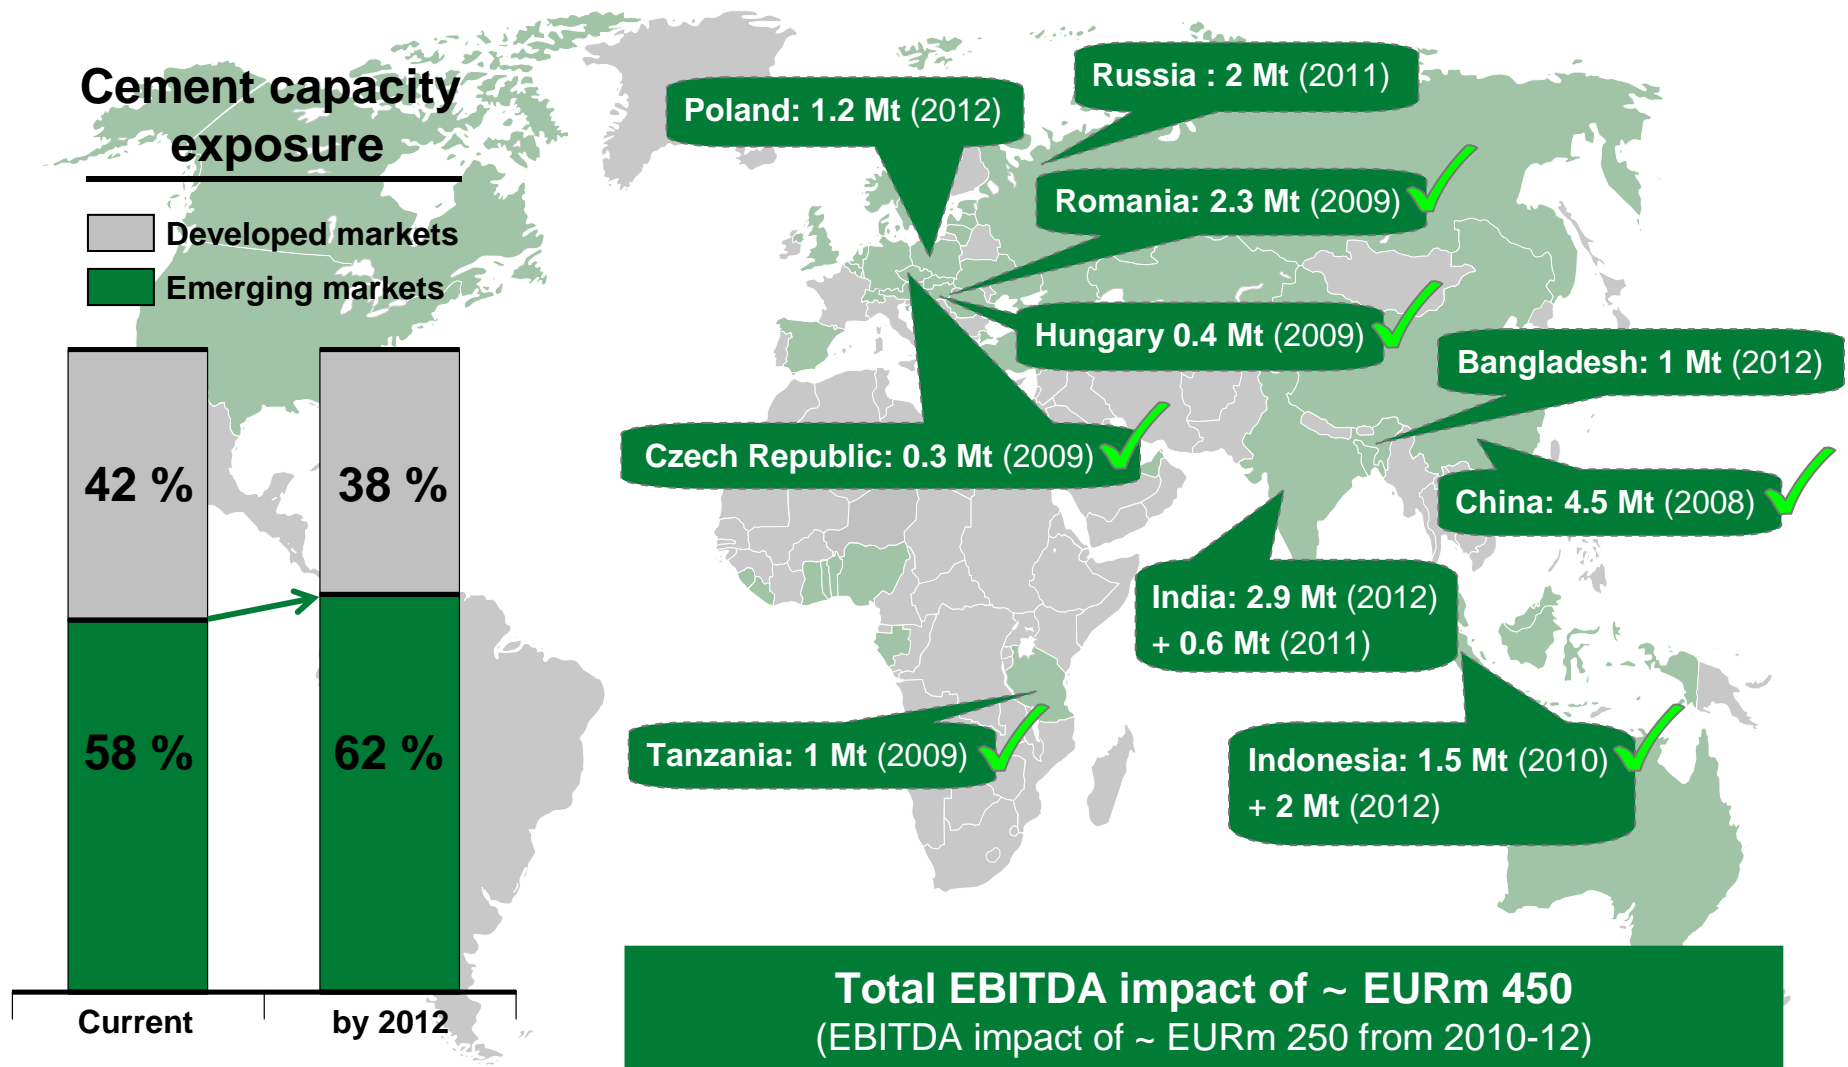 Cement capacity
exposure
Developed markets
Emerging markets
42 %
38 %
58 %
62 %
Current
by 2012
Poland: 1.2 Mt (2012)
Russia : 2 Mt (2011)
Romania: 2.3 Mt (2009)
Hungary 0.4 Mt (2009)
Bangladesh: 1 Mt (2012)
Czech Republic: 0.3 Mt (2009)
China: 4.5 Mt (2008)
India: 2.9 Mt (2012)
+ 0.6 Mt (2011)
Tanzania: 1 Mt (2009)
Indonesia: 1.5 Mt (2010)
+ 2 Mt (2012)
Total EBITDA impact of ~ EURm 450
(EBITDA impact of ~ EURm 250 from 2010-12)